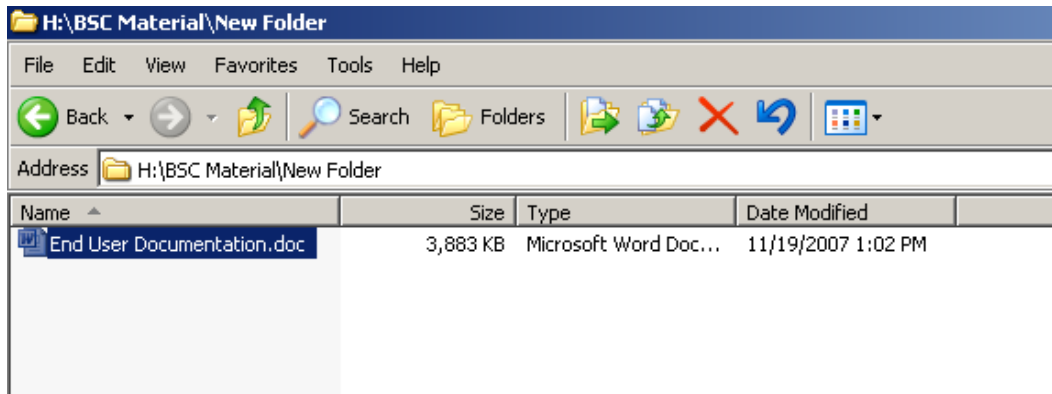 H:\BSC Material\New Folder
File Edit View Favorites Tools Help
Back Search Folders
Address H:\BSC Material\New Folder
Name Size Type Date Modified
End User Documentation.doc 3,883 KB Microsoft Word Doc... 11/19/2007 1:02 PM